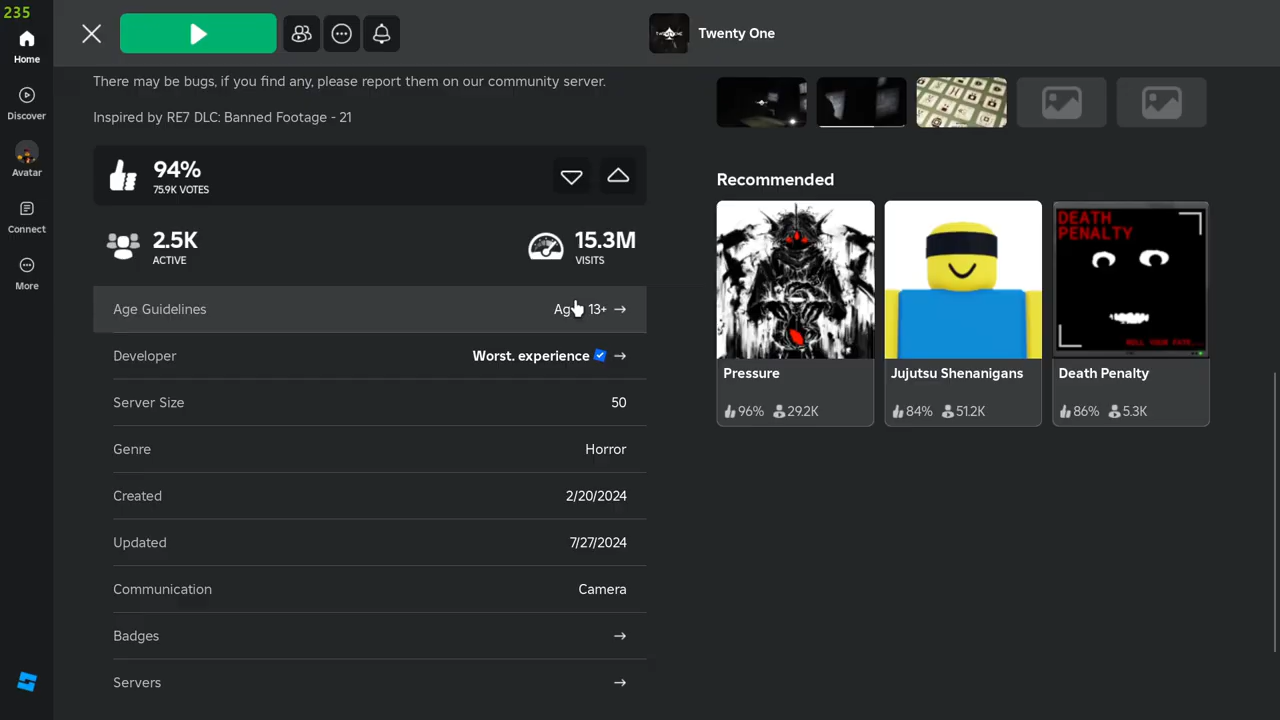 235
Home
Discover
Avatar
Connect
More
Twenty One
There may be bugs, if you find any, please report them on our community server.
Inspired by RE7 DLC: Banned Footage - 21
94%
75.9K VOTES
2.5K
ACTIVE
15.3M
VISITS
Age Guidelines
13+
Developer
Worst. experience
Server Size
50
Genre
Horror
Created
2/20/2024
Updated
7/27/2024
Communication
Camera
Badges
Servers
Recommended
DEATH
PENALTY
ROLL YOUR FATE...
Pressure
96% 29.2K
Jujutsu Shenanigans
84% 51.2K
Death Penalty
86% 5.3K